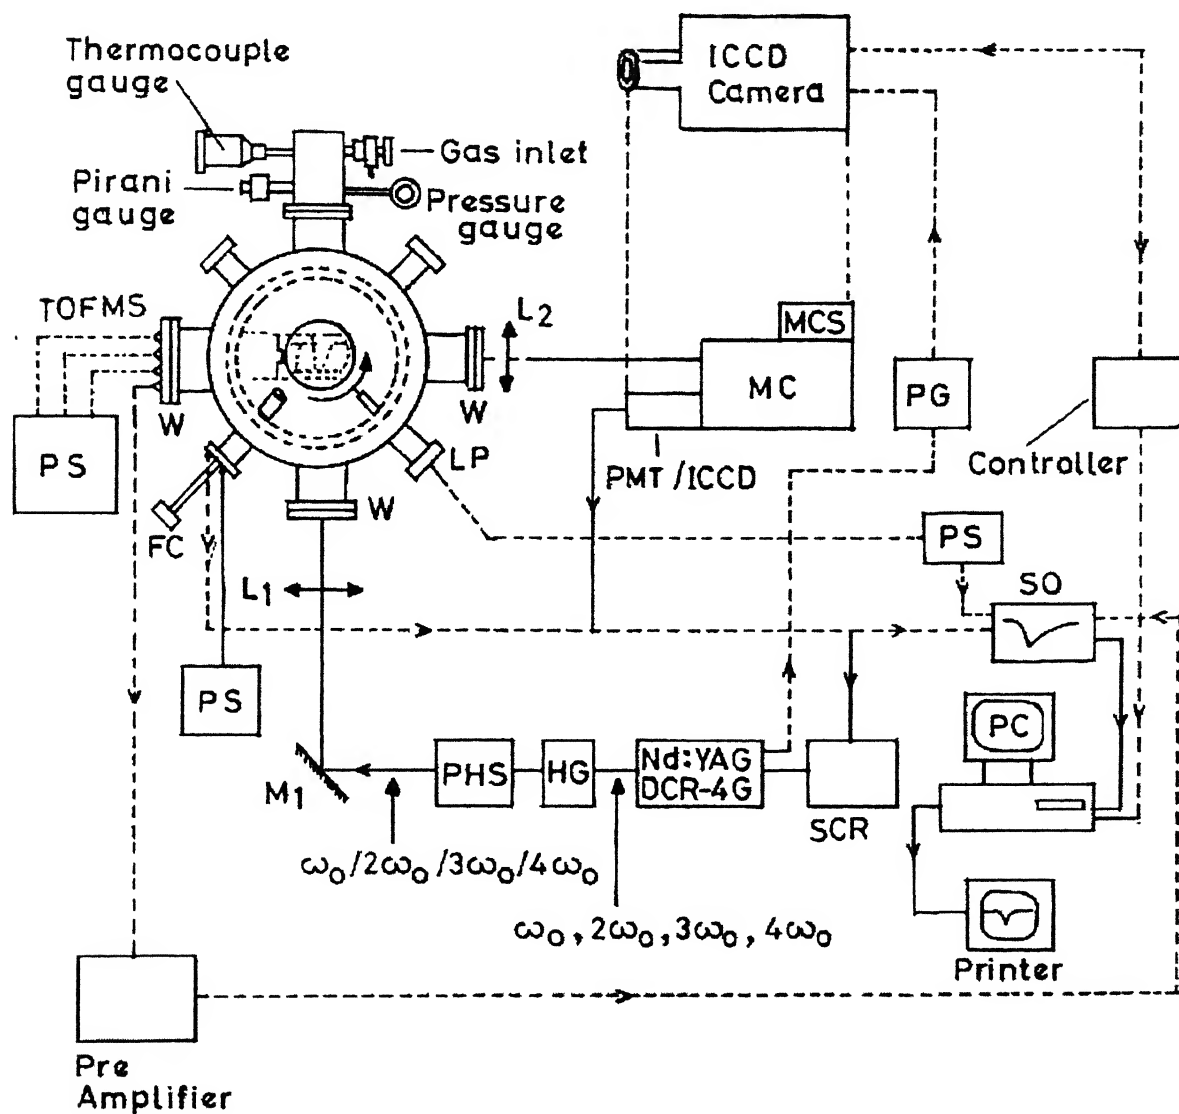 Thermocouple
gauge
ICCD
Camera
Gas inlet
Pirani
gauge
Pressure
gauge
TOFMS
L2
MCS
MC
PG
W
W
PS
LP
PMT/ICCD
Controller
FC
W
PS
SO
L1
PS
PC
M1
PHS
HG
Nd:YAG
DCR-4G
SCR
ω0/2ω0/3ω0/4ω0
ω0, 2ω0, 3ω0, 4ω0
Printer
Pre
Amplifier